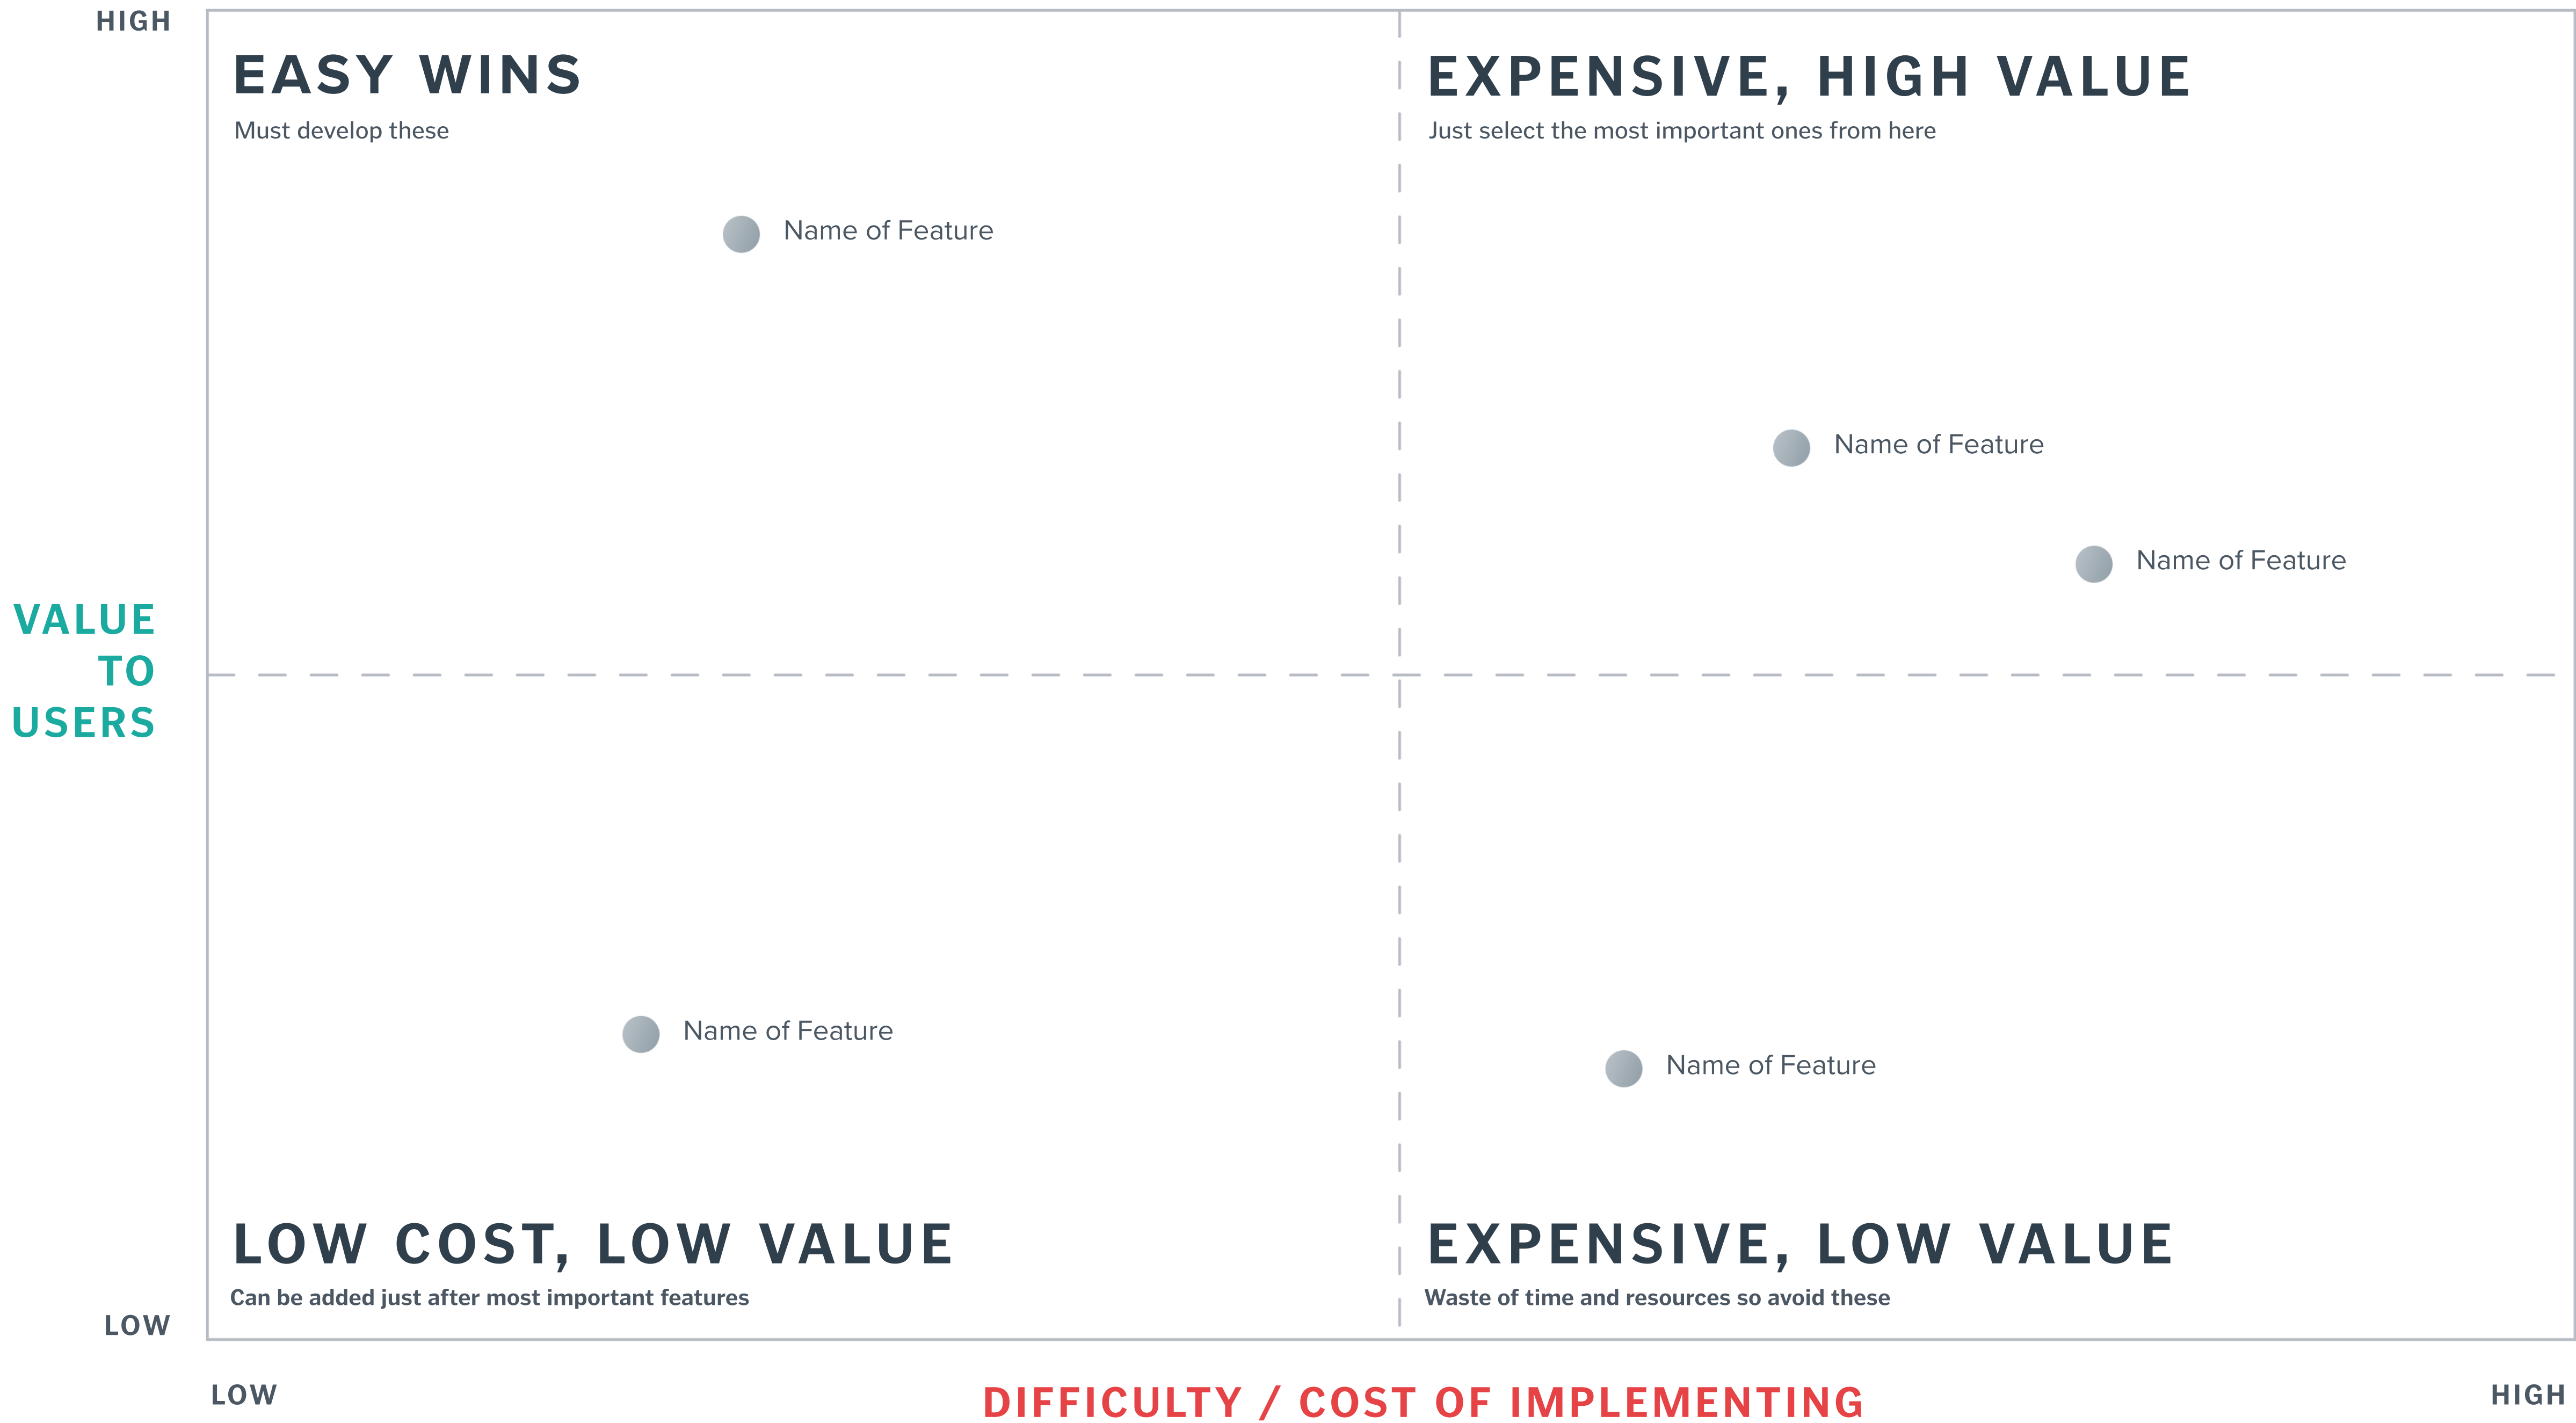 HIGH
EASY WINS
Must develop these
EXPENSIVE, HIGH VALUE
Just select the most important ones from here
Name of Feature
Name of Feature
Name of Feature
VALUE
TO
USERS
Name of Feature
Name of Feature
LOW COST, LOW VALUE
Can be added just after most important features
EXPENSIVE, LOW VALUE
Waste of time and resources so avoid these
LOW
LOW
DIFFICULTY / COST OF IMPLEMENTING
HIGH